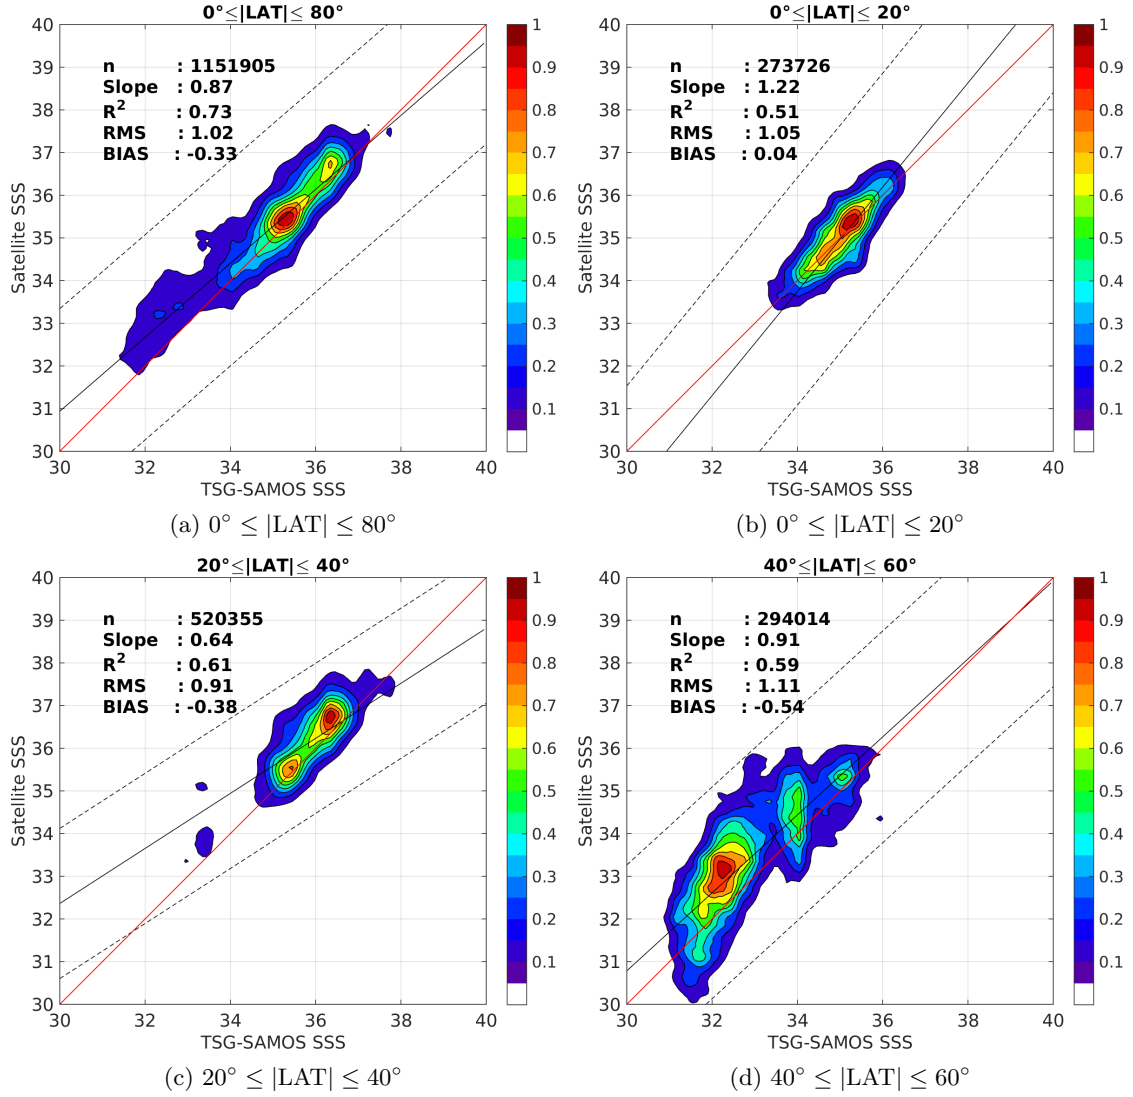 0°≤|LAT|≤ 80°
n : 1151905
Slope : 0.87
R² : 0.73
RMS : 1.02
BIAS : -0.33
Satellite SSS
40
39
38
37
36
35
34
33
32
31
30
30 32 34 36 38 40
TSG-SAMOS SSS
1
0.9
0.8
0.7
0.6
0.5
0.4
0.3
0.2
0.1
(a) 0° ≤ |LAT| ≤ 80°
0°≤|LAT|≤ 20°
n : 273726
Slope : 1.22
R² : 0.51
RMS : 1.05
BIAS : 0.04
Satellite SSS
40
39
38
37
36
35
34
33
32
31
30
30 32 34 36 38 40
TSG-SAMOS SSS
1
0.9
0.8
0.7
0.6
0.5
0.4
0.3
0.2
0.1
(b) 0° ≤ |LAT| ≤ 20°
20°≤|LAT|≤ 40°
n : 520355
Slope : 0.64
R² : 0.61
RMS : 0.91
BIAS : -0.38
Satellite SSS
40
39
38
37
36
35
34
33
32
31
30
30 32 34 36 38 40
TSG-SAMOS SSS
1
0.9
0.8
0.7
0.6
0.5
0.4
0.3
0.2
0.1
(c) 20° ≤ |LAT| ≤ 40°
40°≤|LAT|≤ 60°
n : 294014
Slope : 0.91
R² : 0.59
RMS : 1.11
BIAS : -0.54
Satellite SSS
40
39
38
37
36
35
34
33
32
31
30
30 32 34 36 38 40
TSG-SAMOS SSS
1
0.9
0.8
0.7
0.6
0.5
0.4
0.3
0.2
0.1
(d) 40° ≤ |LAT| ≤ 60°